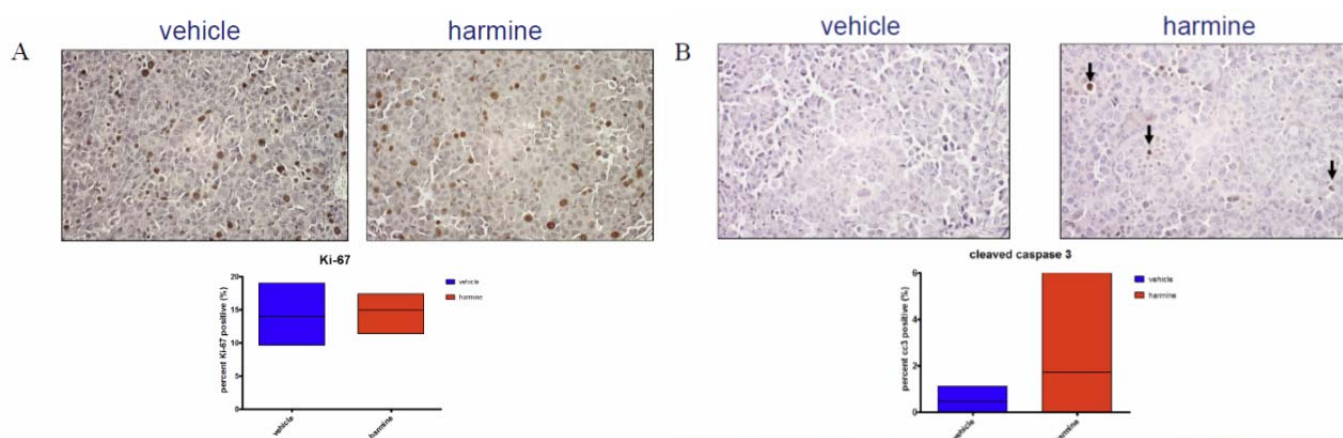 A
vehicle
harmine
Ki-67
percent Ki-67 positive (%)
20
15
10
5
0
vehicle
harmine
vehicle
harmine
B
vehicle
harmine
cleaved caspase 3
percent cc3 positive (%)
6
4
2
0
vehicle
harmine
vehicle
harmine